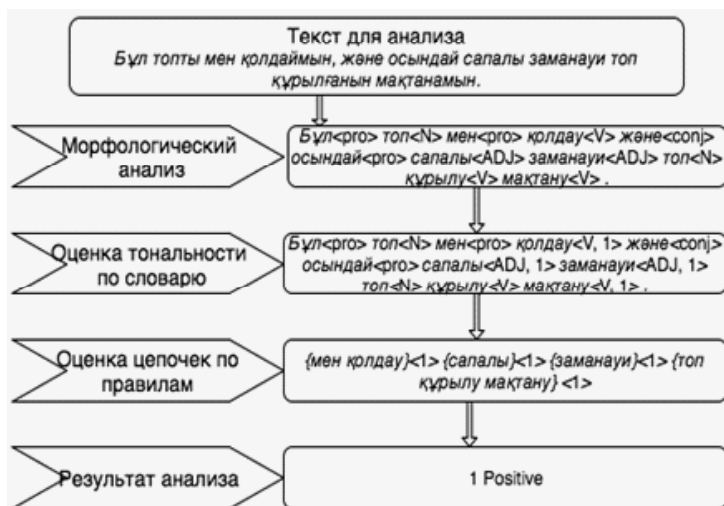 Текст для анализа
Бұл топты мен қолдаймын, және осындай сапалы заманауи топ
құрылғанын мақтанамын.
Морфологический
анализ
Бұл<pro> топ<N> мен<pro> қолдау<V> және<conj>
осындай<pro> сапалы<ADJ> заманауи<ADJ> топ<N>
құрылу<V> мақтану<V> .
Оценка тональности
по словарю
Бұл<pro> топ<N> мен<pro> қолдау<V, 1> және<conj>
осындай<pro> сапалы<ADJ, 1> заманауи<ADJ, 1>
топ<N> құрылу<V> мақтану<V, 1> .
Оценка цепочек по
правилам
{мен қолдау}<1> {сапалы}<1> {заманауи}<1> {топ
құрылу мақтану} <1>
Результат анализа
1 Positive